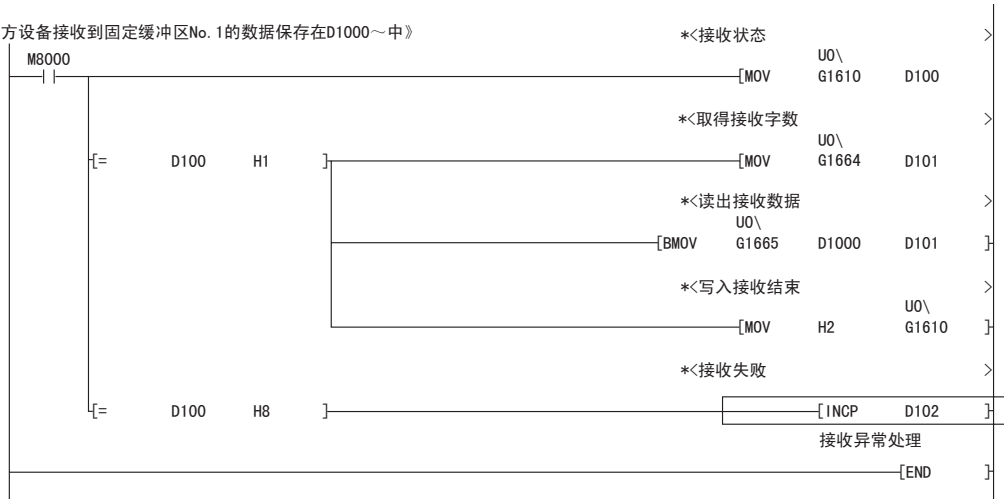 方设备接收到固定缓冲区No.1的数据保存在D1000～中》
*<接收状态 >
M8000
U0\
[MOV G1610 D100
*<取得接收字数 >
U0\
[= D100 H1 ] [MOV G1664 D101
*<读出接收数据 >
U0\
[BMOV G1665 D1000 D101 ]
*<写入接收结束 >
U0\
[MOV H2 G1610 ]
*<接收失败 >
[= D100 H8 ] [INCP D102 ]
接收异常处理
[END ]